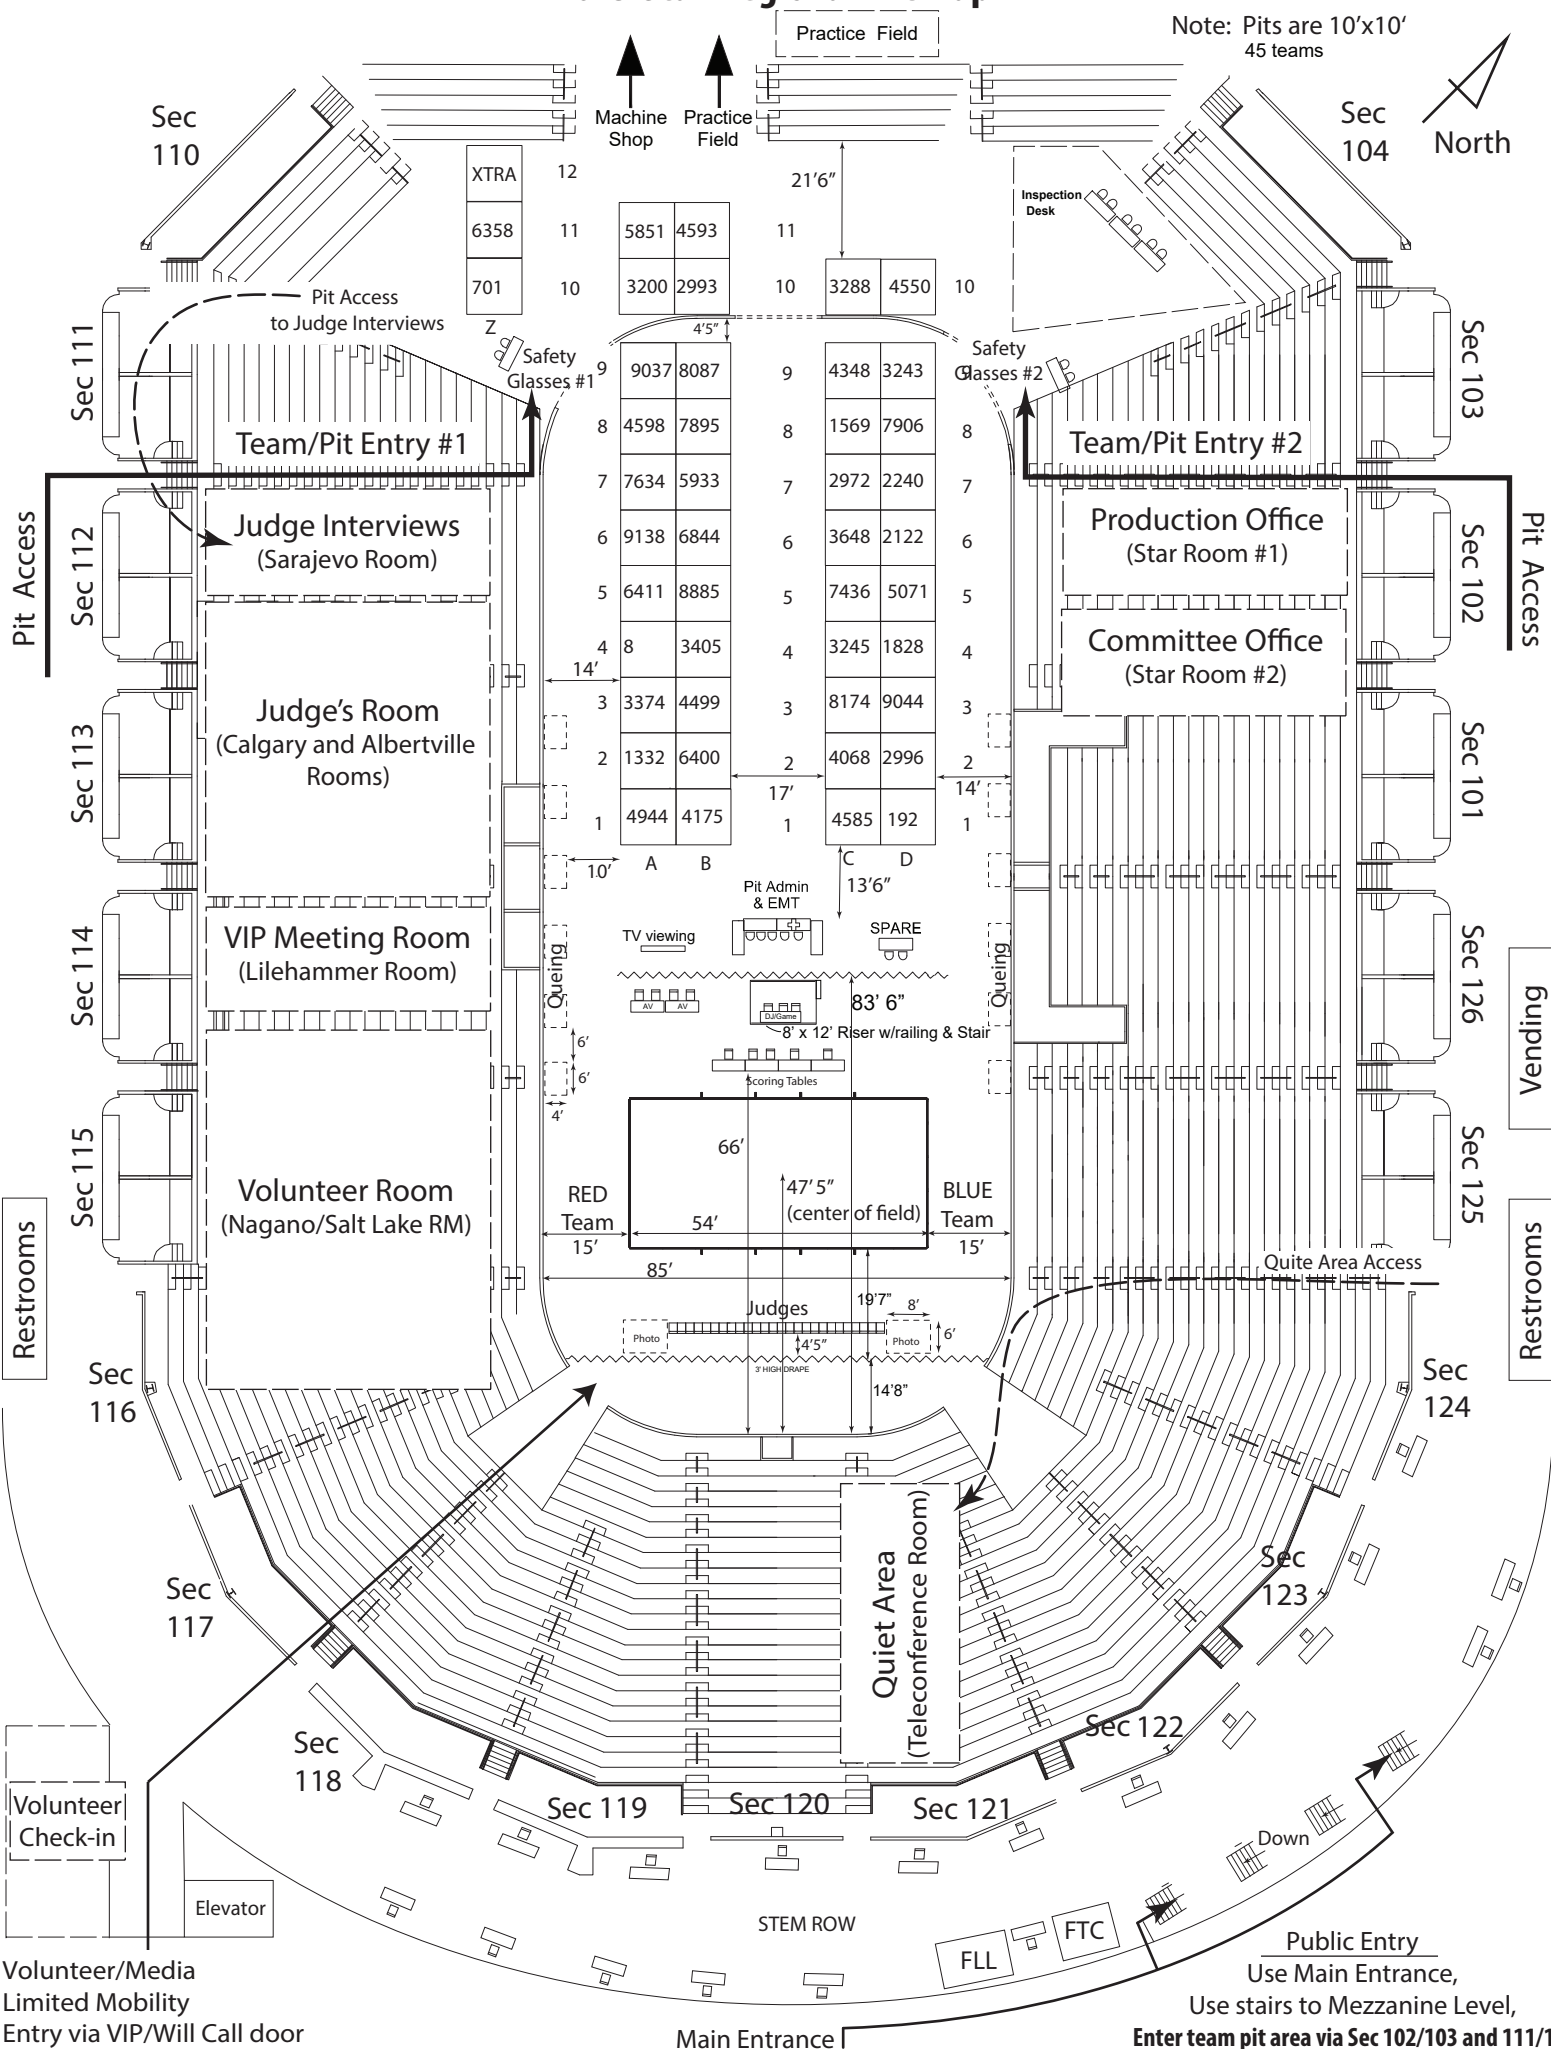 Practice Field
Note: Pits are 10'x10'
45 teams
North
Machine
Shop
Practice
Field
Sec
110
Sec
104
XTRA
12
21'6"
Inspection
Desk
6358
11
5851 4593
11
701
10
3200 2993
10
3288 4550
10
Z
4'5"
Pit Access
to Judge Interviews
Safety
Glasses #1
Safety
Glasses #2
9
9037 8087
9
4348 3243
9
8
4598 7895
8
1569 7906
8
7
7634 5933
7
2972 2240
7
6
9138 6844
6
3648 2122
6
5
6411 8885
5
7436 5071
5
4
8 3405
4
3245 1828
4
14'
3
3374 4499
3
8174 9044
3
2
1332 6400
2
4068 2996
2
17'
14'
1
4944 4175
1
4585 192
1
10'
A
B
C
D
13'6"
Sec 111
Sec 103
Team/Pit Entry #1
Team/Pit Entry #2
Pit Access
Pit Access
Sec 112
Sec 102
Judge Interviews
(Sarajevo Room)
Production Office
(Star Room #1)
Committee Office
(Star Room #2)
Judge's Room
(Calgary and Albertville
Rooms)
Sec 113
Sec 101
VIP Meeting Room
(Lilehammer Room)
Sec 114
Sec 126
Vending
Pit Admin
& EMT
TV viewing
SPARE
Queing
Queing
AV
AV
DJ/Game
83' 6"
8' x 12' Riser w/railing & Stair
6'
6'
4'
Scoring Tables
Sec 115
Sec 125
Volunteer Room
(Nagano/Salt Lake RM)
66'
47' 5"
(center of field)
RED
Team
15'
54'
BLUE
Team
15'
85'
Restrooms
Restrooms
Quite Area Access
Judges
19'7"
8'
6'
Photo
Photo
4'5"
3' HIGH DRAPE
14'8"
Sec
116
Sec
124
Quiet Area
(Teleconference Room)
Sec
117
Sec
123
Sec
118
Sec 119
Sec 120
Sec 121
Sec 122
Volunteer
Check-in
Elevator
STEM ROW
FLL
FTC
Down
Volunteer/Media
Limited Mobility
Entry via VIP/Will Call door
Main Entrance
Public Entry
Use Main Entrance,
Use stairs to Mezzanine Level,
Enter team pit area via Sec 102/103 and 111/1